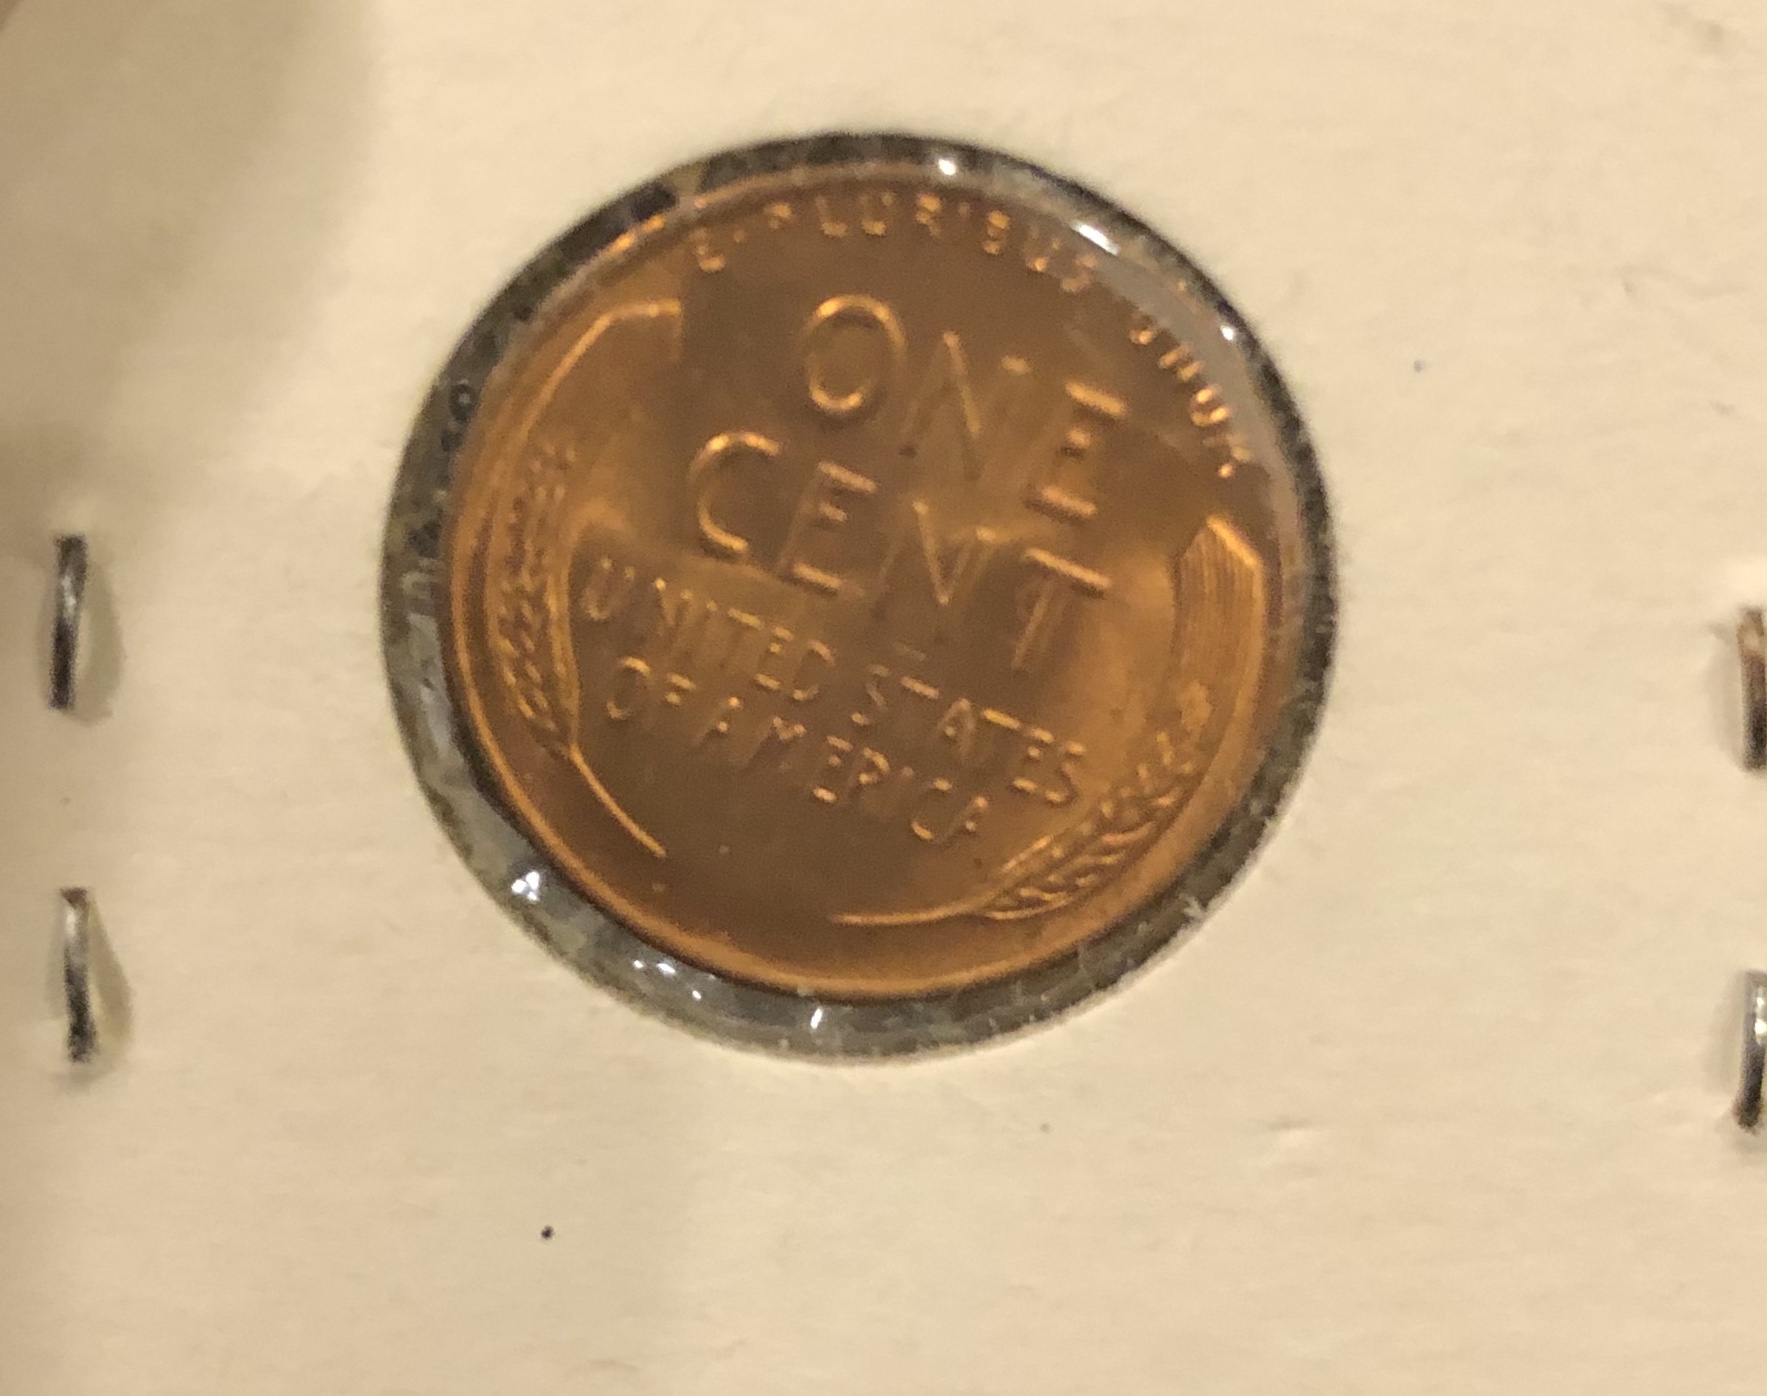 E · PLURIBUS · UNUM
ONE
CENT
UNITED STATES
OF AMERICA